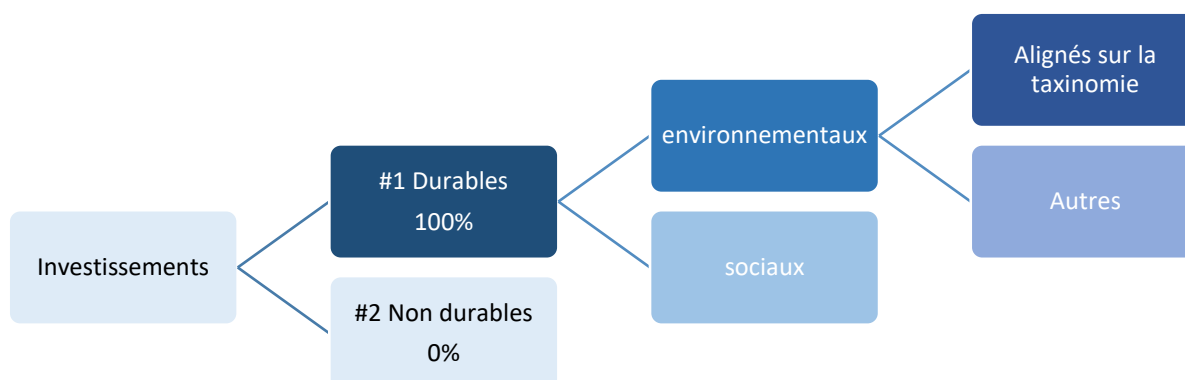 Investissements
#1 Durables
100%
#2 Non durables
0%
environnementaux
sociaux
Alignés sur la
taxinomie
Autres